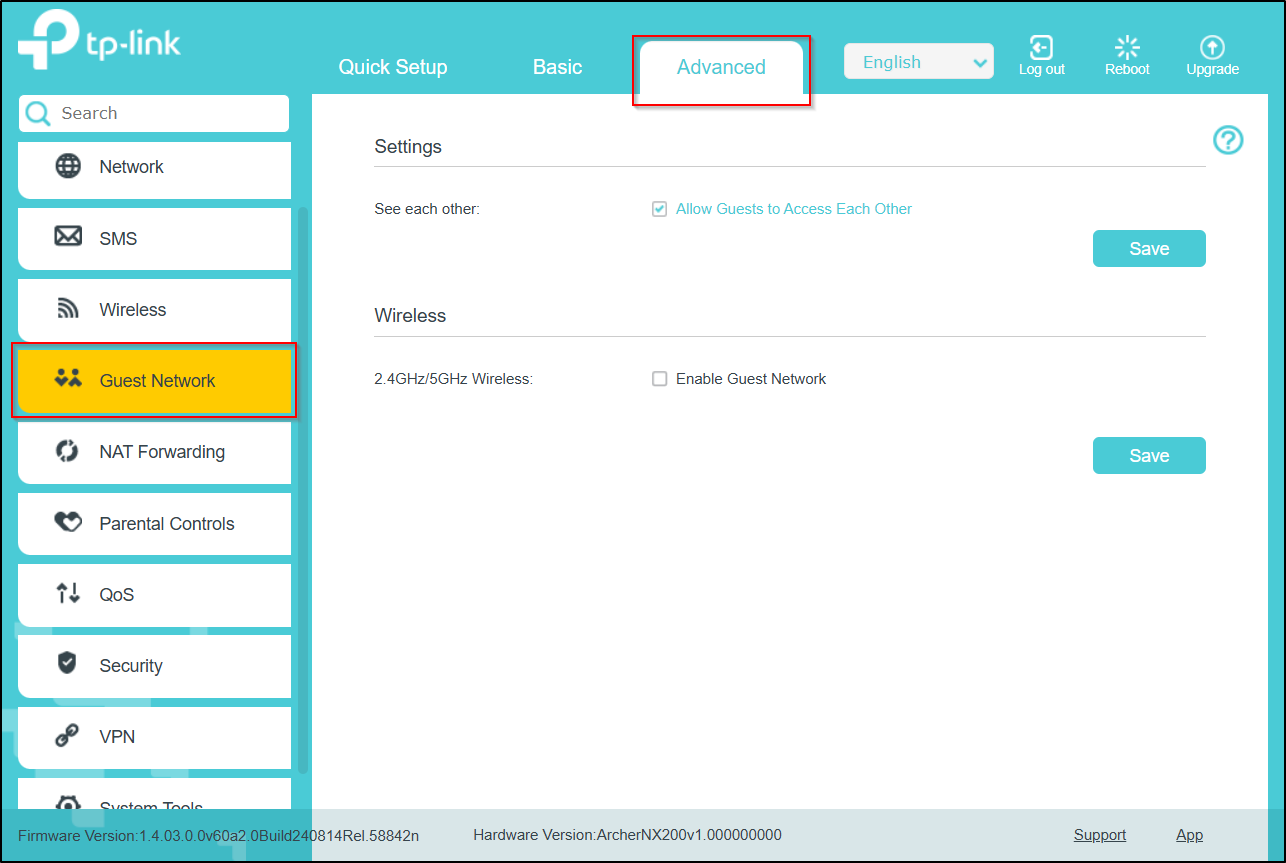 tp-link
Quick Setup
Basic
Advanced
English
Log out
Reboot
Upgrade
Search
Network
SMS
Wireless
Guest Network
NAT Forwarding
Parental Controls
QoS
Security
VPN
System Tools
Settings
See each other:
Allow Guests to Access Each Other
Save
Wireless
2.4GHz/5GHz Wireless:
Enable Guest Network
Save
Firmware Version:1.4.03.0.0v60a2.0Build240814Rel.58842n
Hardware Version:ArcherNX200v1.000000000
Support
App